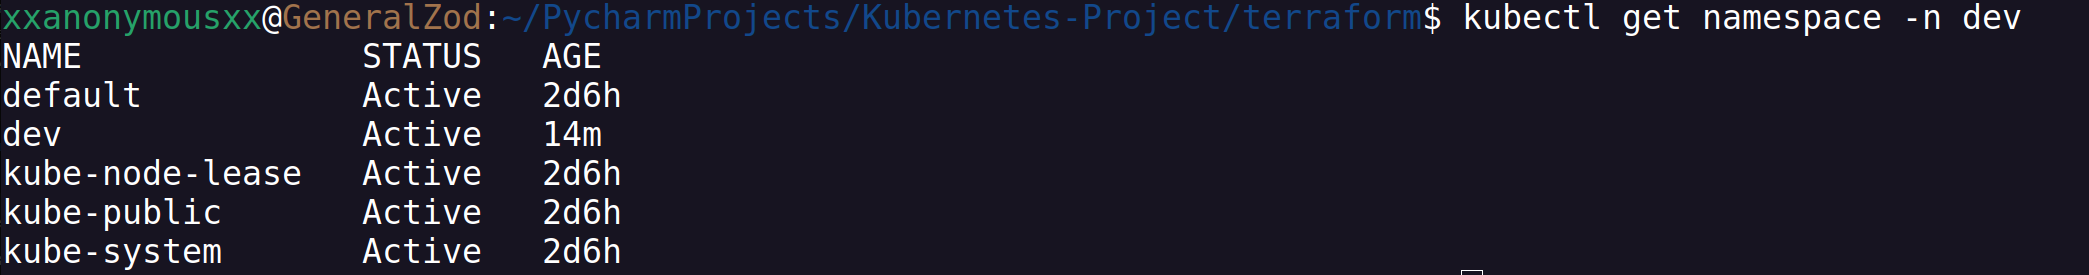 xxanonymousxx@GeneralZod:~/PycharmProjects/Kubernetes-Project/terraform$ kubectl get namespace -n dev
NAME              STATUS   AGE
default           Active   2d6h
dev               Active   14m
kube-node-lease   Active   2d6h
kube-public       Active   2d6h
kube-system       Active   2d6h